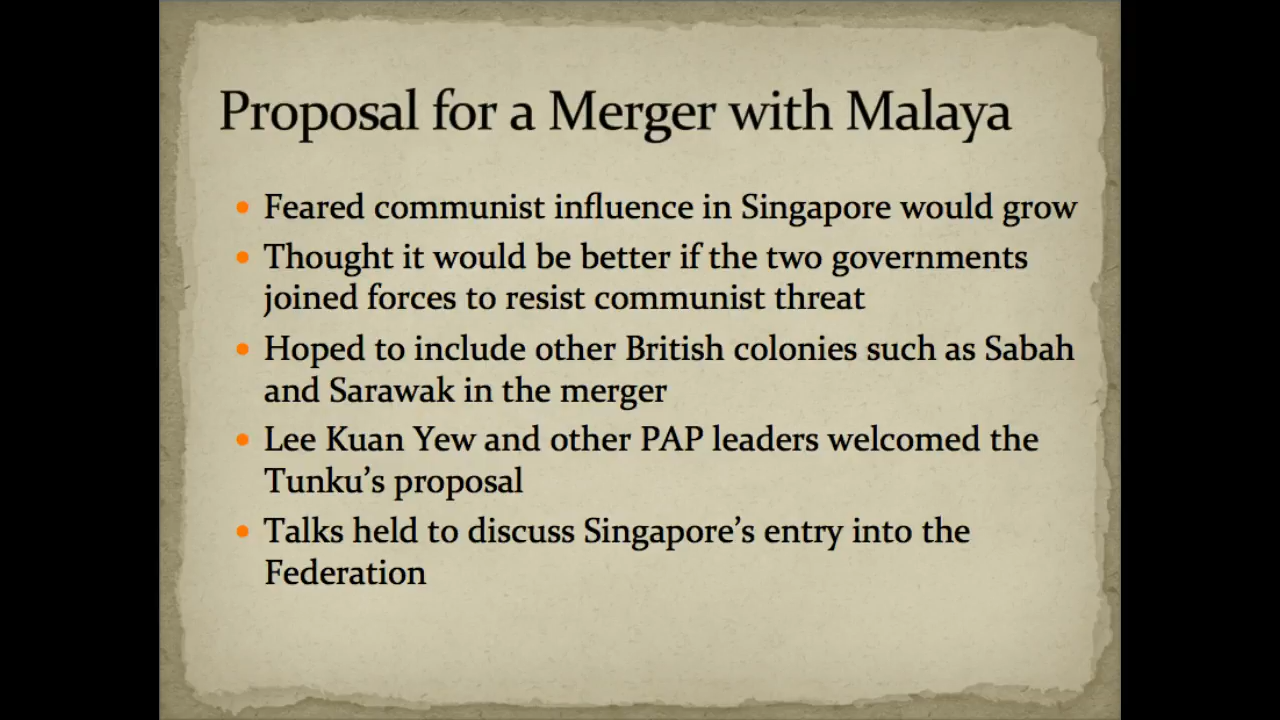 Proposal for a Merger with Malaya
• Feared communist influence in Singapore would grow
• Thought it would be better if the two governments
joined forces to resist communist threat
• Hoped to include other British colonies such as Sabah
and Sarawak in the merger
• Lee Kuan Yew and other PAP leaders welcomed the
Tunku’s proposal
• Talks held to discuss Singapore’s entry into the
Federation